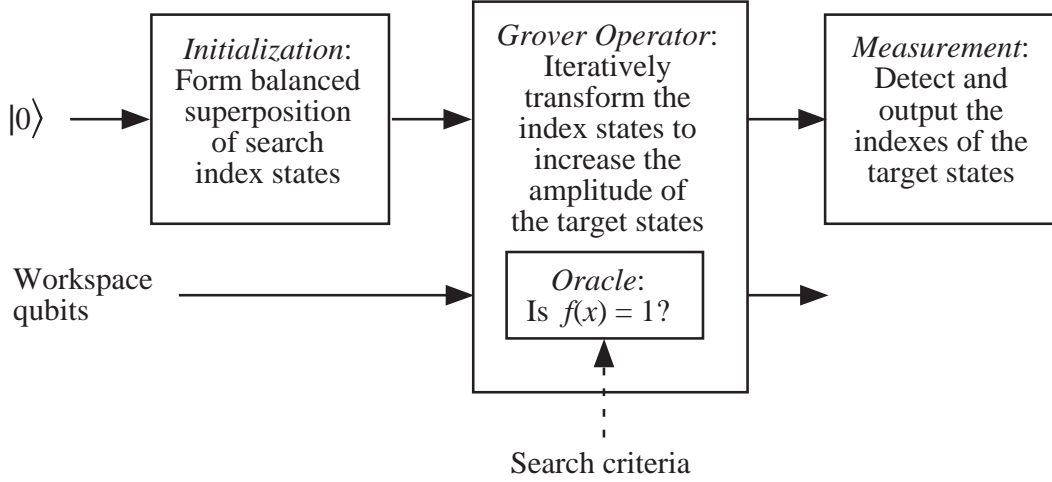 |0⟩
Initialization:
Form balanced
superposition
of search
index states
Grover Operator:
Iteratively
transform the
index states to
increase the
amplitude of
the target states
Measurement:
Detect and
output the
indexes of the
target states
Workspace
qubits
Oracle:
Is f(x) = 1?
Search criteria